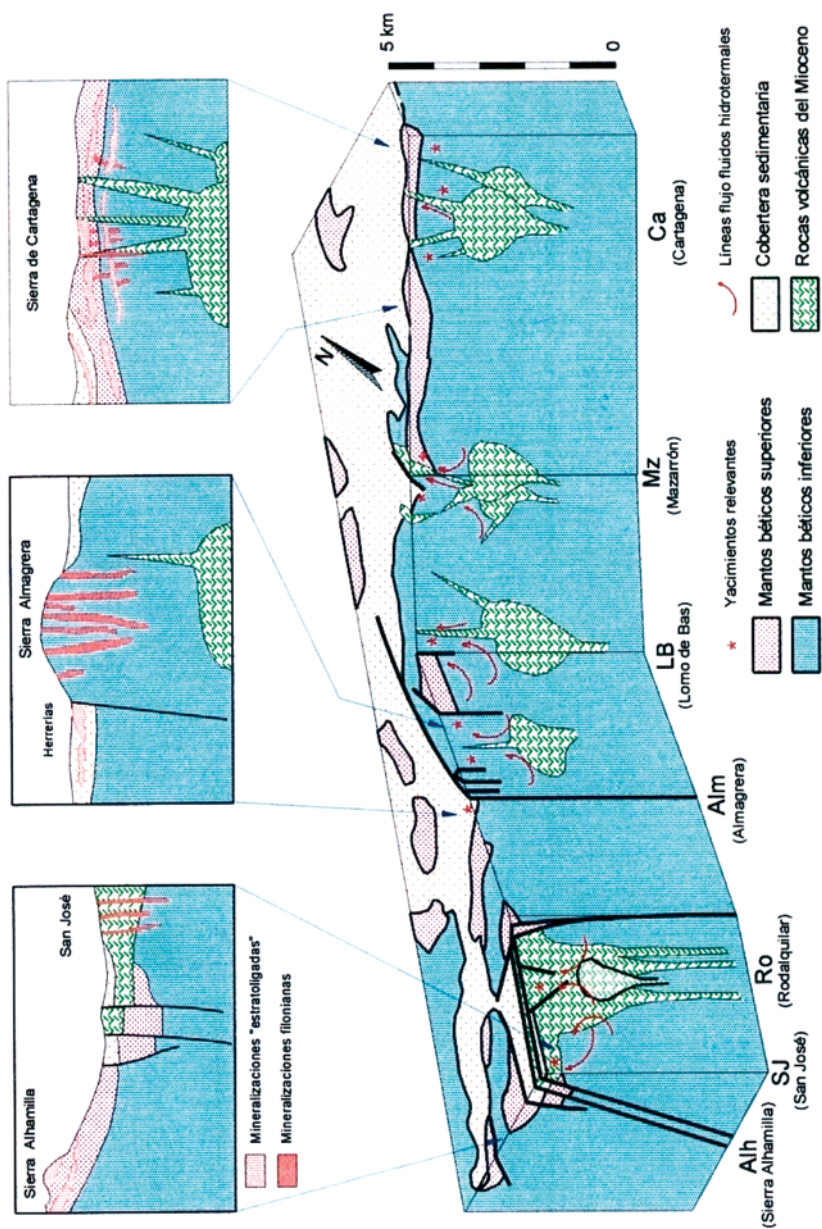 Sierra Alhamilla
San José
Mineralizaciones "estratoligadas"
Mineralizaciones filonianas
Sierra Almagrera
Herrerías
Sierra de Cartagena
5 km
0
N
Alh
(Sierra Alhamilla)
SJ
(San José)
Ro
(Rodalquilar)
Alm
(Almagrera)
LB
(Lomo de Bas)
Mz
(Mazarrón)
Ca
(Cartagena)
Yacimientos relevantes
Mantos béticos superiores
Mantos béticos inferiores
Líneas flujo fluidos hidrotermales
Cobertera sedimentaria
Rocas volcánicas del Mioceno